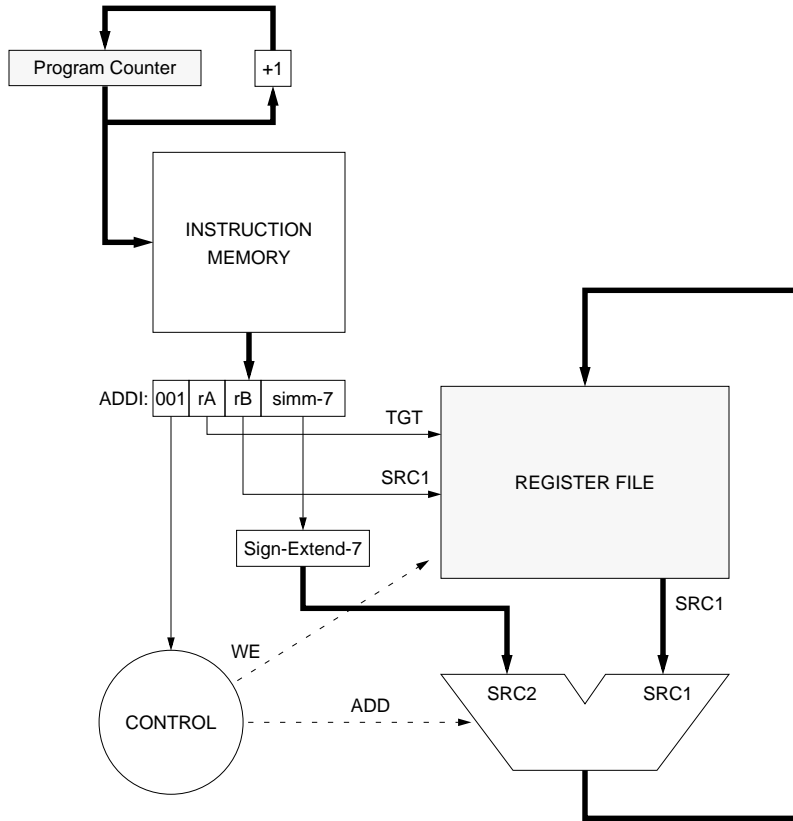 Program Counter
+1
INSTRUCTION
MEMORY
ADDI: 001 rA rB simm-7
TGT
SRC1
REGISTER FILE
Sign-Extend-7
SRC1
WE
SRC2 SRC1
ADD
CONTROL